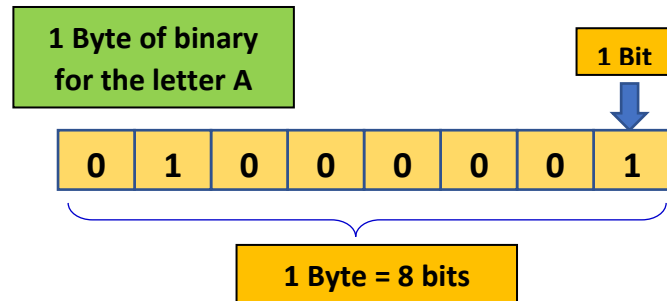 1 Byte of binary
for the letter A
1 Bit
0 1 0 0 0 0 0 1
1 Byte = 8 bits